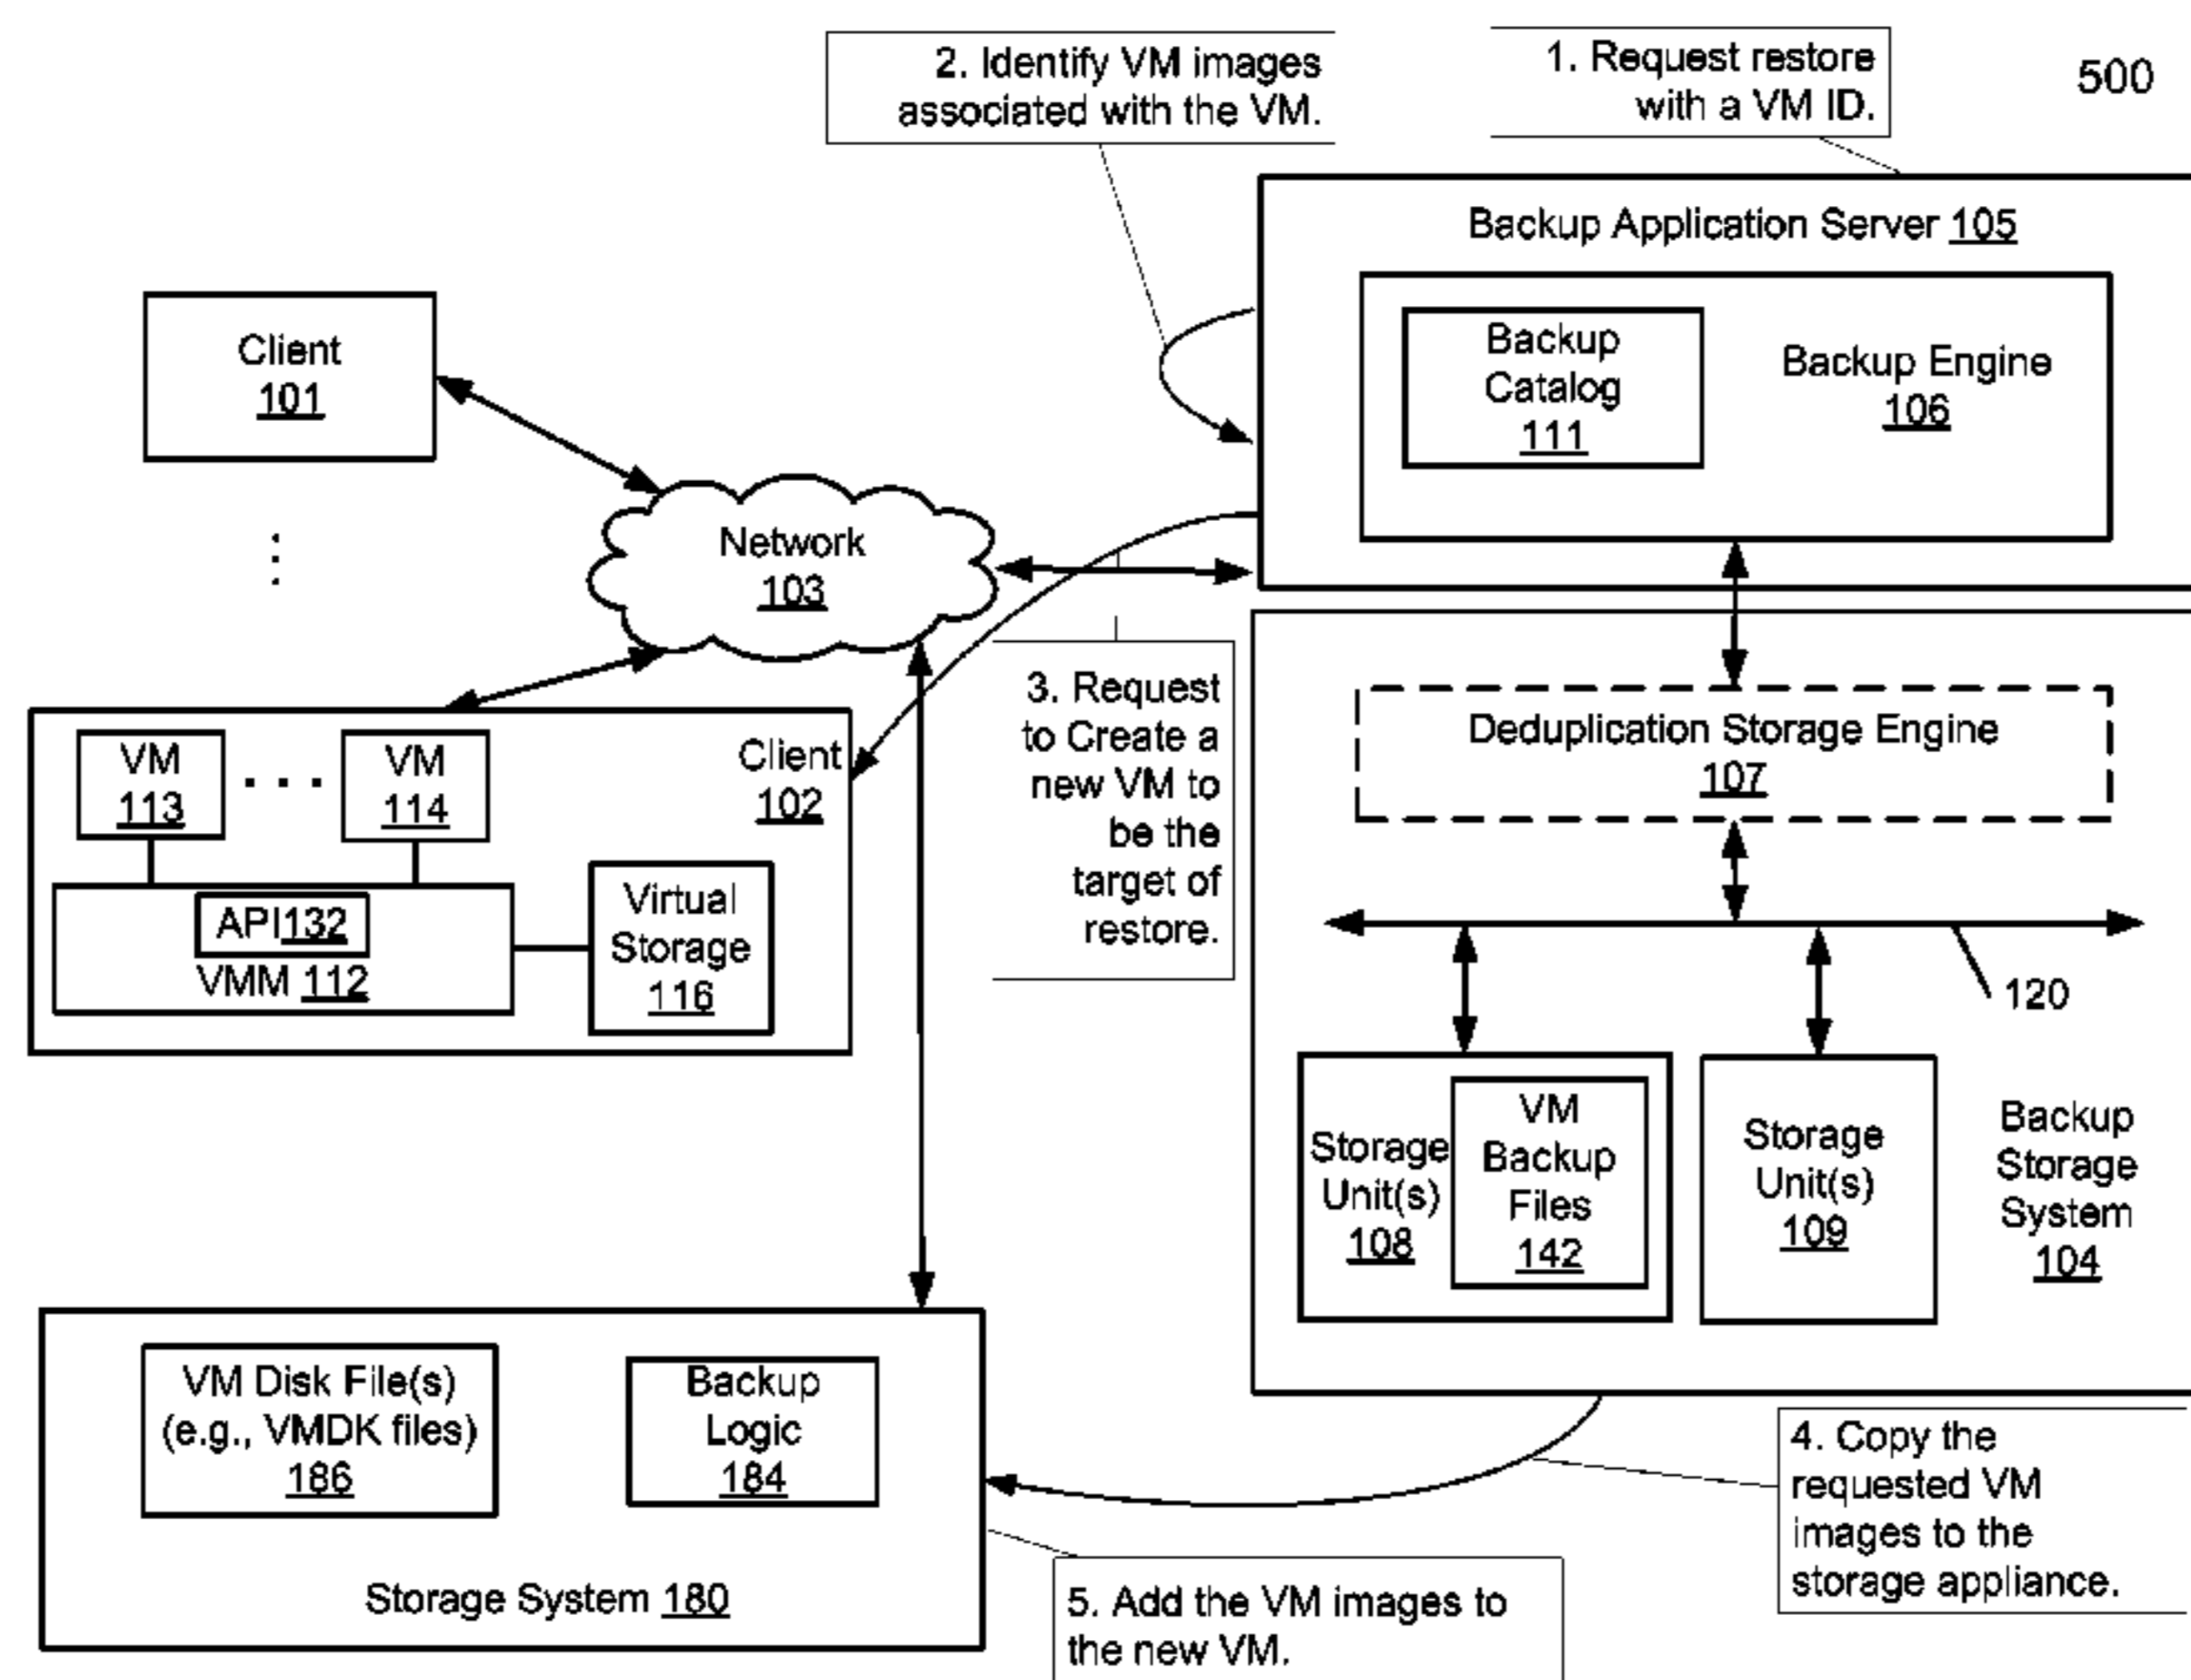 2. Identify VM images
associated with the VM.
1. Request restore
with a VM ID.
500
Backup Application Server 105
Backup
Catalog
111
Backup Engine
106
Client
101
Network
103
3. Request
to Create a
new VM to
be the
target of
restore.
Deduplication Storage Engine
107
VM
113
VM
114
Client
102
API132
VMM 112
Virtual
Storage
116
120
Storage
Unit(s)
108
VM
Backup
Files
142
Storage
Unit(s)
109
Backup
Storage
System
104
VM Disk File(s)
(e.g., VMDK files)
186
Backup
Logic
184
Storage System 180
4. Copy the
requested VM
images to the
storage appliance.
5. Add the VM images to
the new VM.